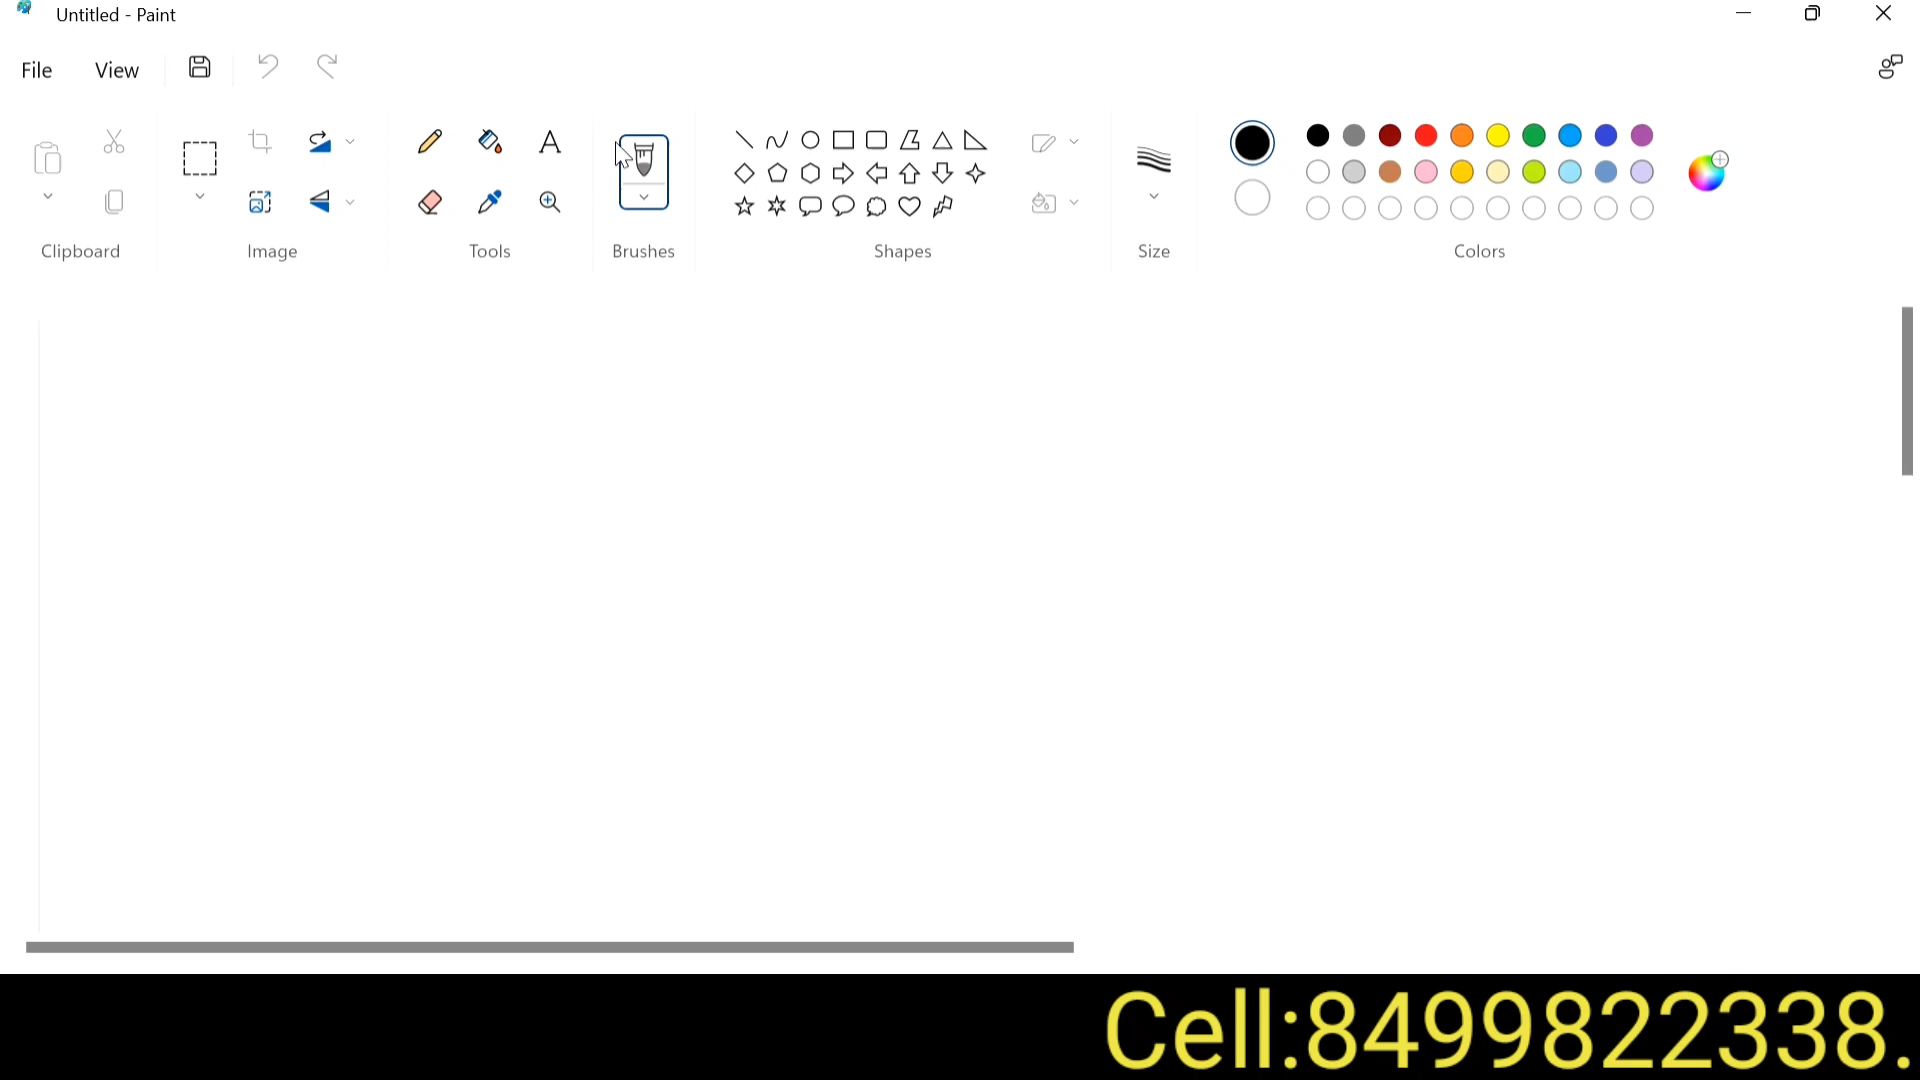 Untitled - Paint
File View
Clipboard Image Tools Brushes Shapes Size Colors
Cell:8499822338.